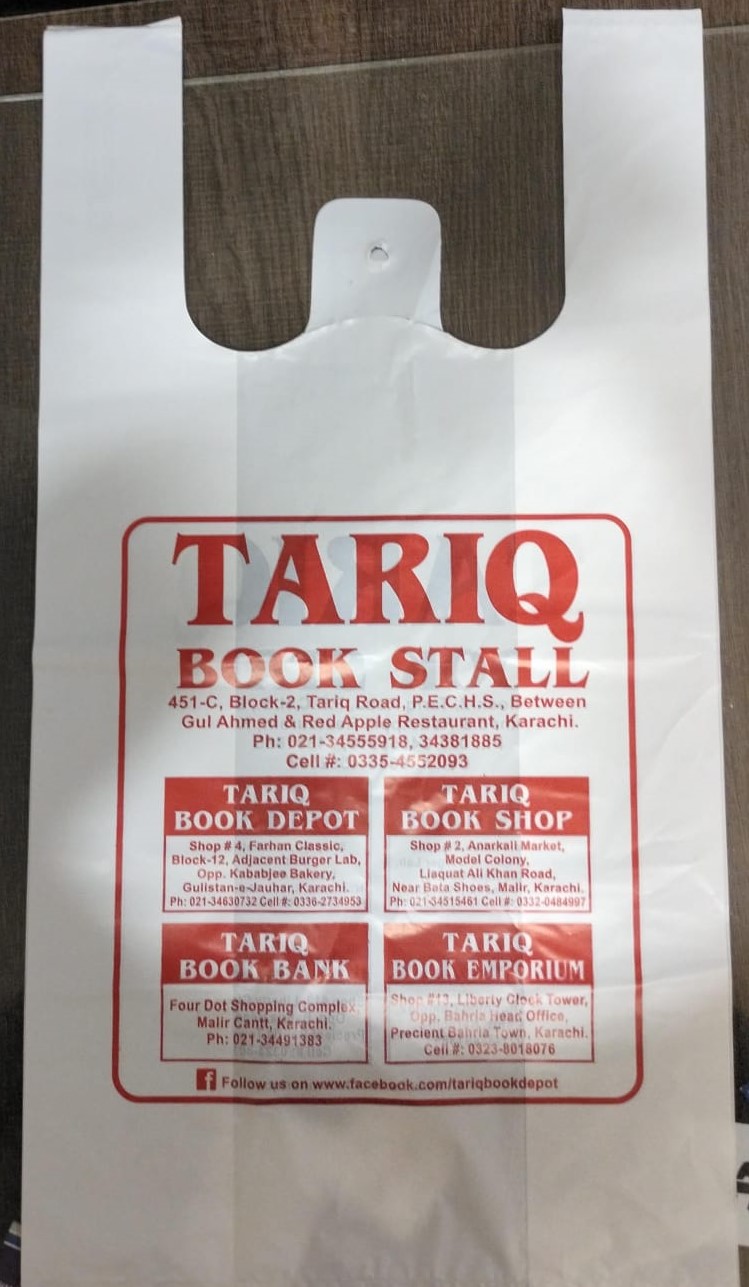 TARIQ
BOOK STALL
451-C, Block-2, Tariq Road, P.E.C.H.S., Between
Gul Ahmed & Red Apple Restaurant, Karachi.
Ph: 021-34555918, 34381885
Cell #: 0335-4552093
TARIQ
BOOK DEPOT
Shop # 4, Farhan Classic,
Block-12, Adjacent Burger Lab,
Opp. Kababjee Bakery,
Gulistan-e-Jauhar, Karachi.
Ph: 021-34630732 Cell #: 0336-2734953
TARIQ
BOOK SHOP
Shop # 2, Anarkali Market,
Model Colony,
Liaquat Ali Khan Road,
Near Bata Shoes, Malir, Karachi.
Ph: 021-34515461 Cell #: 0332-0484997
TARIQ
BOOK BANK
Four Dot Shopping Complex,
Malir Cantt, Karachi.
Ph: 021-34491383
TARIQ
BOOK EMPORIUM
Shop #13, Liberty Clock Tower,
Opp. Bahria Head Office,
Precient Bahria Town, Karachi.
Cell #: 0323-8018076
f Follow us on www.facebook.com/tariqbookdepot